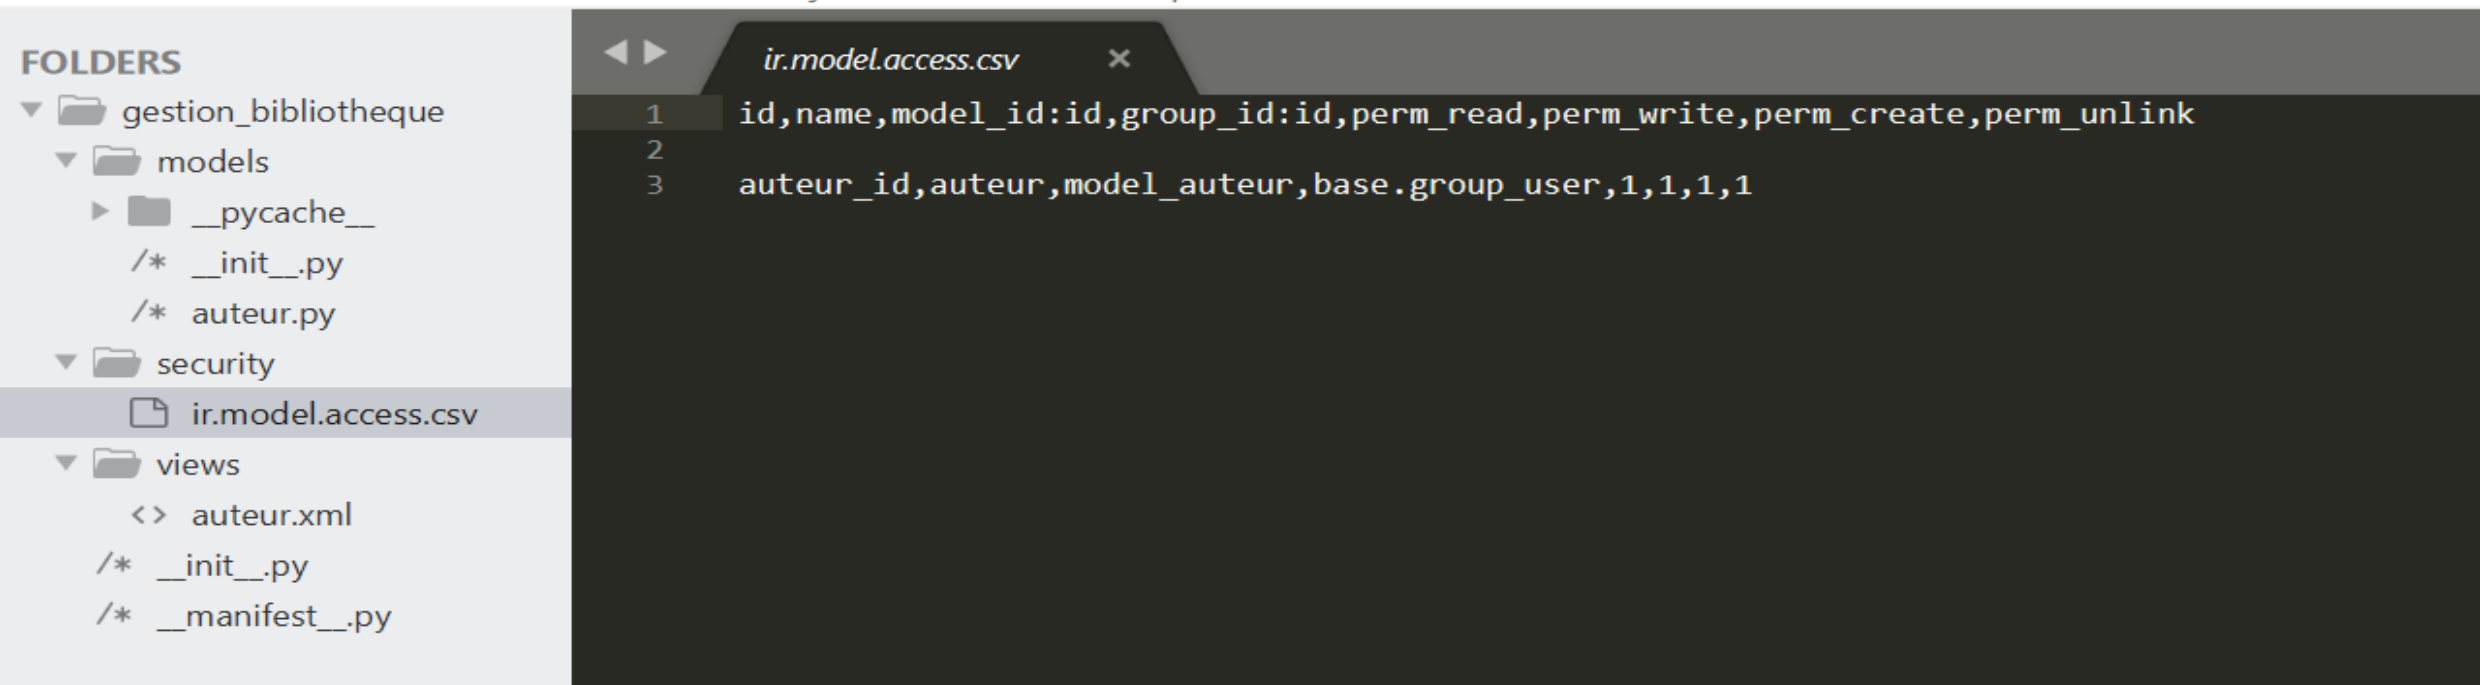 FOLDERS
gestion_bibliotheque
models
__pycache__
/* __init__.py
/* auteur.py
security
ir.model.access.csv
views
<> auteur.xml
/* __init__.py
/* __manifest__.py
ir.model.access.csv ×
1 id,name,model_id:id,group_id:id,perm_read,perm_write,perm_create,perm_unlink
2
3 auteur_id,auteur,model_auteur,base.group_user,1,1,1,1